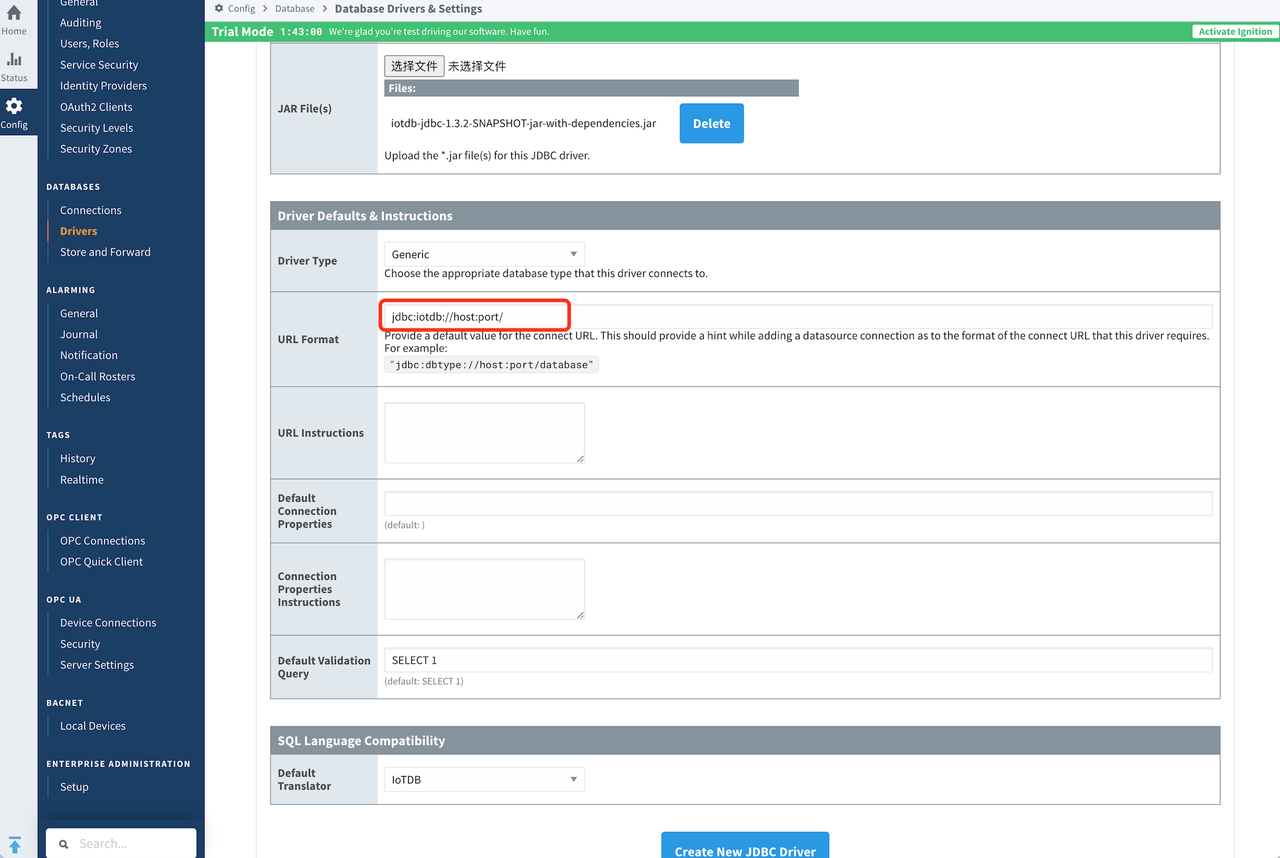 Config > Database > Database Drivers & Settings
Trial Mode 1:43:00 We're glad you're test driving our software. Have fun. Activate Ignition
Home
Status
Config
General
Auditing
Users, Roles
Service Security
Identity Providers
OAuth2 Clients
Security Levels
Security Zones
DATABASES
Connections
Drivers
Store and Forward
ALARMING
General
Journal
Notification
On-Call Rosters
Schedules
TAGS
History
Realtime
OPC CLIENT
OPC Connections
OPC Quick Client
OPC UA
Device Connections
Security
Server Settings
BACNET
Local Devices
ENTERPRISE ADMINISTRATION
Setup
Search...
JAR File(s)
选择文件 未选择文件
Files:
iotdb-jdbc-1.3.2-SNAPSHOT-jar-with-dependencies.jar Delete
Upload the *.jar file(s) for this JDBC driver.
Driver Defaults & Instructions
Driver Type
Generic
Choose the appropriate database type that this driver connects to.
URL Format
jdbc:iotdb://host:port/
Provide a default value for the connect URL. This should provide a hint while adding a datasource connection as to the format of the connect URL that this driver requires.
For example:
"jdbc:dbtype://host:port/database"
URL Instructions
Default
Connection
Properties
(default: )
Connection
Properties
Instructions
Default Validation
Query
SELECT 1
(default: SELECT 1)
SQL Language Compatibility
Default
Translator
IoTDB
Create New JDBC Driver